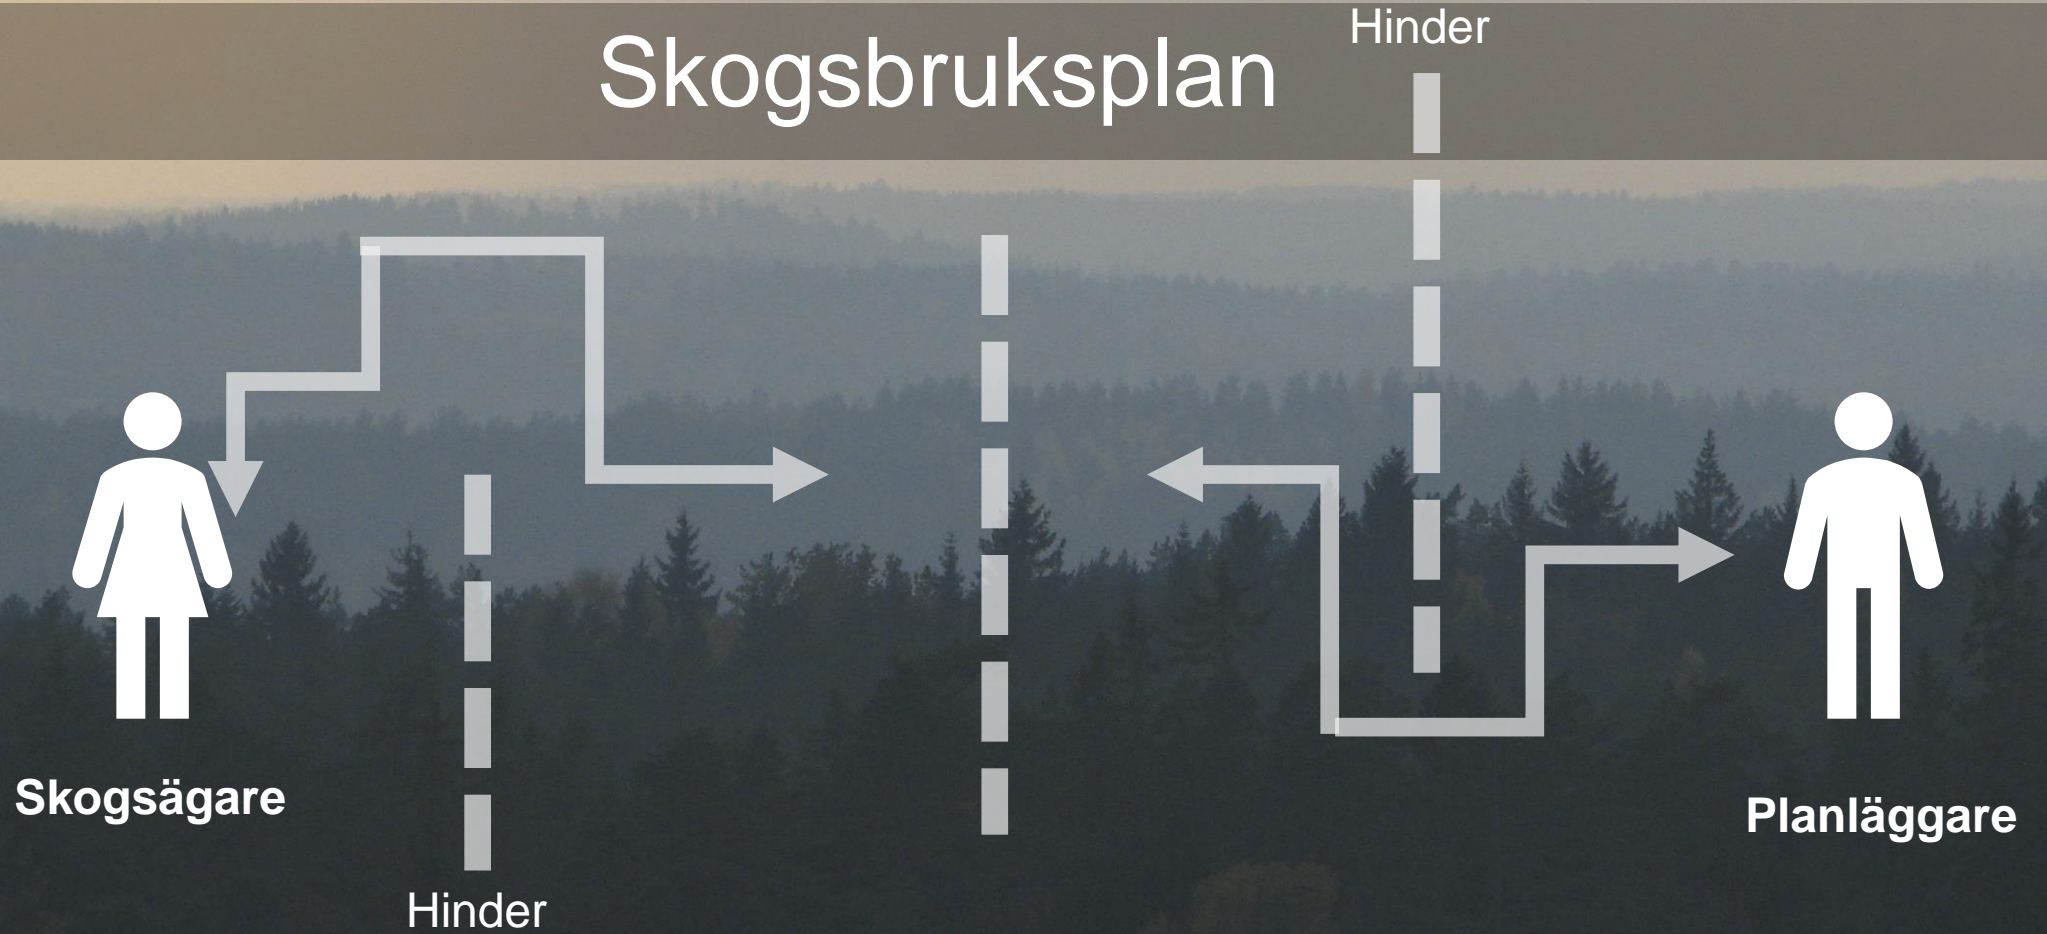 Hinder
Skogsbruksplan
Skogsägare
Planläggare
Hinder